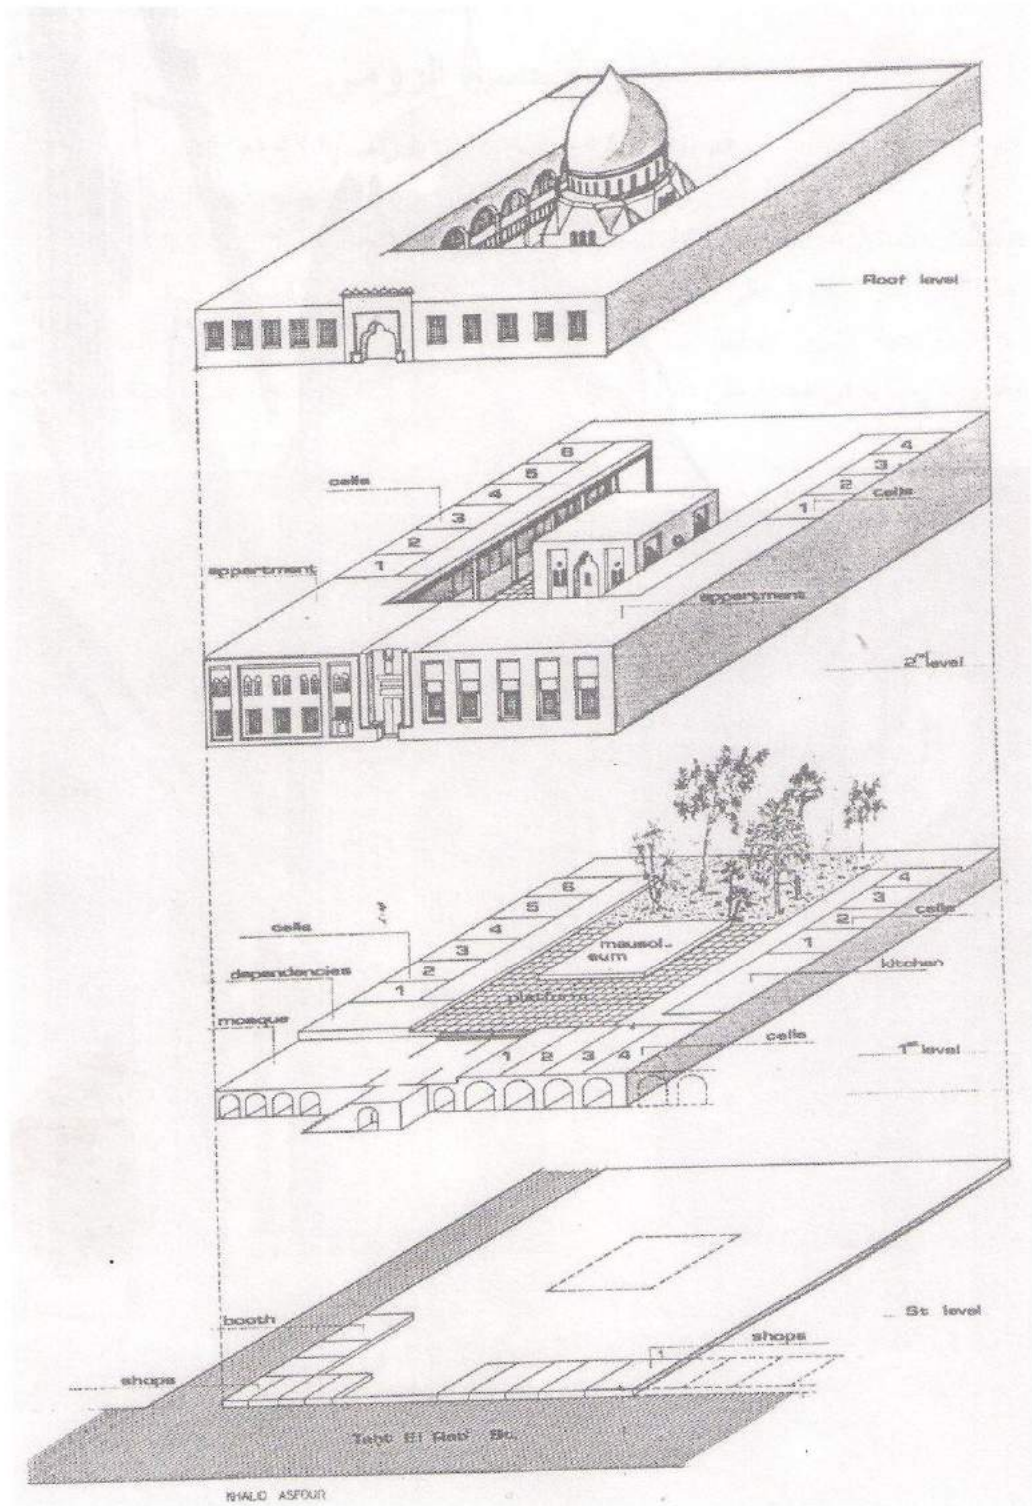 Roof level
6
5
4
3
2
1
cells
appartment
4
3
2
1
cells
appartment
2nd level
6
5
4
3
2
1
cells
dependencies
mosque
mausol-
eum
platform
4
3
2
1
cells
kitchen
1
2
3
4
cells
1st level
St level
booth
shops
shops
1
Taht El Rab' St.
KHALID ASFOUR